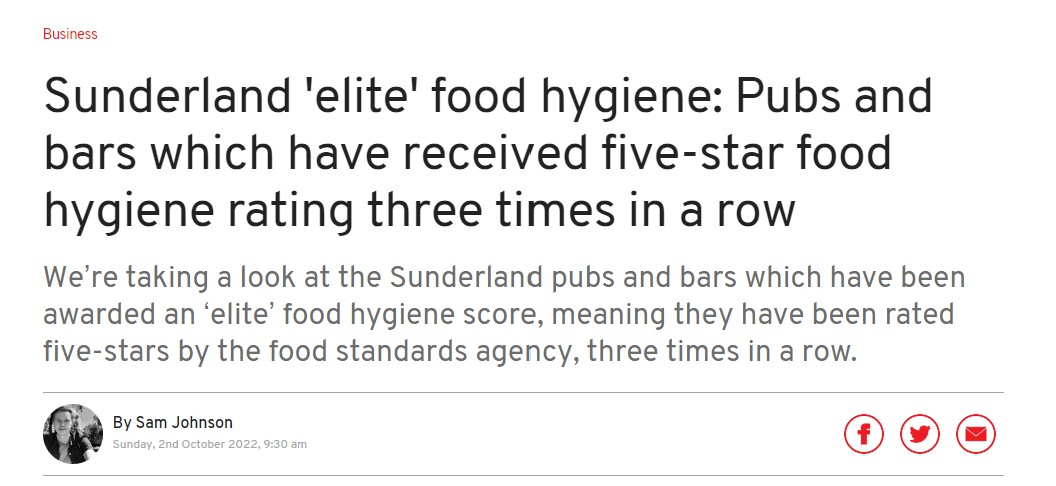 Business
Sunderland 'elite' food hygiene: Pubs and
bars which have received five-star food
hygiene rating three times in a row
We’re taking a look at the Sunderland pubs and bars which have been
awarded an ‘elite’ food hygiene score, meaning they have been rated
five-stars by the food standards agency, three times in a row.
By Sam Johnson
Sunday, 2nd October 2022, 9:30 am